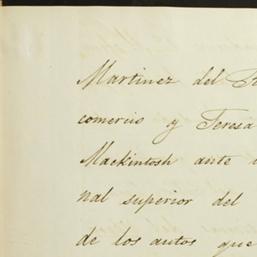 Martinez del
comercio y Teresa
Mackintosh ante
nal superior del
de los autos que